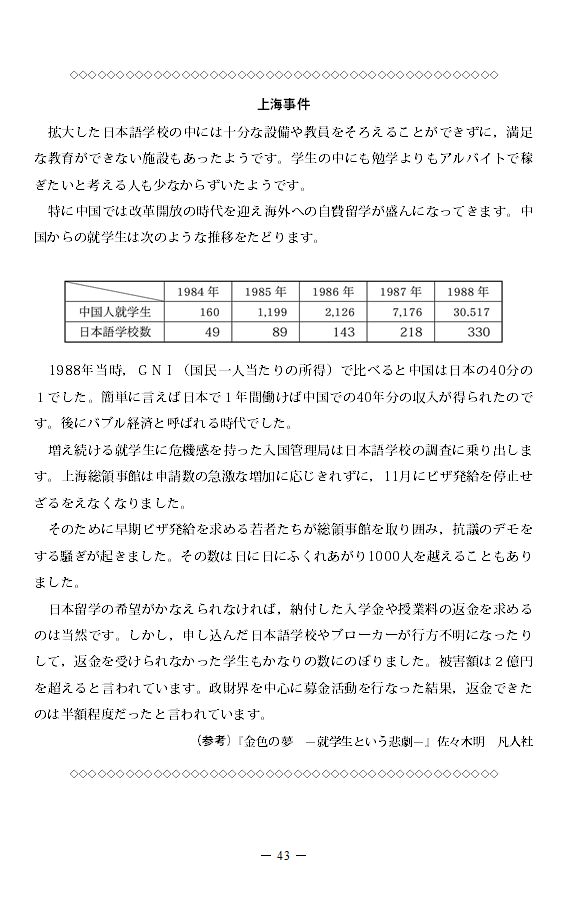 ◇◇◇◇◇◇◇◇◇◇◇◇◇◇◇◇◇◇◇◇◇◇◇◇◇◇◇◇◇◇◇◇◇◇◇◇◇◇◇◇◇◇◇◇◇◇◇
上海事件
拡大した日本語学校の中には十分な設備や教員をそろえることができずに，満足
な教育ができない施設もあったようです。学生の中にも勉学よりもアルバイトで稼
ぎたいと考える人も少なからずいたようです。
特に中国では改革開放の時代を迎え海外への自費留学が盛んになってきます。中
国からの就学生は次のような推移をたどります。
1984 年 1985 年 1986 年 1987 年 1988 年
中国人就学生 160 1,199 2,126 7,176 30.517
日本語学校数 49 89 143 218 330
1988年当時，ＧＮＩ（国民一人当たりの所得）で比べると中国は日本の40分の
１でした。簡単に言えば日本で１年間働けば中国での40年分の収入が得られたので
す。後にバブル経済と呼ばれる時代でした。
増え続ける就学生に危機感を持った入国管理局は日本語学校の調査に乗り出しま
す。上海総領事館は申請数の急激な増加に応じきれずに，11月にビザ発給を停止せ
ざるをえなくなりました。
そのために早期ビザ発給を求める若者たちが総領事館を取り囲み，抗議のデモを
する騒ぎが起きました。その数は日に日にふくれあがり1000人を越えることもあり
ました。
日本留学の希望がかなえられなければ，納付した入学金や授業料の返金を求める
のは当然です。しかし，申し込んだ日本語学校やブローカーが行方不明になったり
して，返金を受けられなかった学生もかなりの数にのぼりました。被害額は２億円
を超えると言われています。政財界を中心に募金活動を行なった結果，返金できた
のは半額程度だったと言われています。
（参考）『金色の夢　－就学生という悲劇－』佐々木明　凡人社
◇◇◇◇◇◇◇◇◇◇◇◇◇◇◇◇◇◇◇◇◇◇◇◇◇◇◇◇◇◇◇◇◇◇◇◇◇◇◇◇◇◇◇◇◇◇◇
― 43 ―